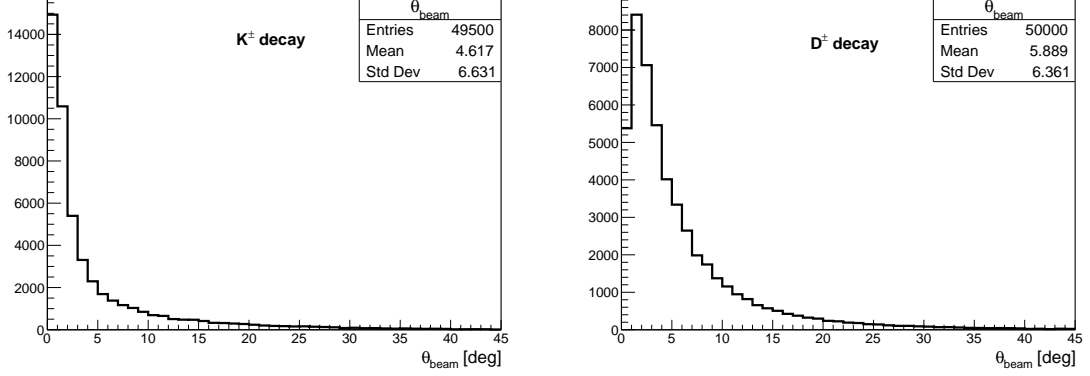 θbeam
Entries 49500
Mean 4.617
Std Dev 6.631
K± decay
14000
12000
10000
8000
6000
4000
2000
0
0 5 10 15 20 25 30 35 40 45
θbeam [deg]
θbeam
Entries 50000
Mean 5.889
Std Dev 6.361
D± decay
8000
7000
6000
5000
4000
3000
2000
1000
0
0 5 10 15 20 25 30 35 40 45
θbeam [deg]